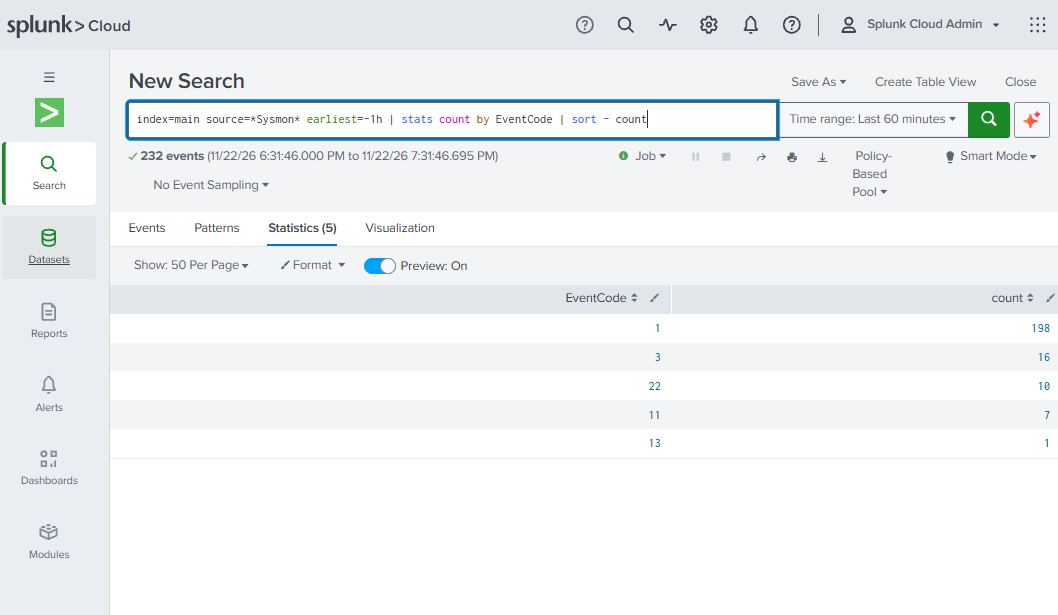 splunk> Cloud
Splunk Cloud Admin
New Search
Save As
Create Table View
Close
index=main source=*Sysmon* earliest=-1h | stats count by EventCode | sort - count
Time range: Last 60 minutes
232 events (11/22/26 6:31:46.000 PM to 11/22/26 7:31:46.695 PM)
Job
Policy-
Based
Pool
Smart Mode
No Event Sampling
Search
Datasets
Reports
Alerts
Dashboards
Modules
Events
Patterns
Statistics (5)
Visualization
Show: 50 Per Page
Format
Preview: On
EventCode count
1 198
3 16
22 10
11 7
13 1